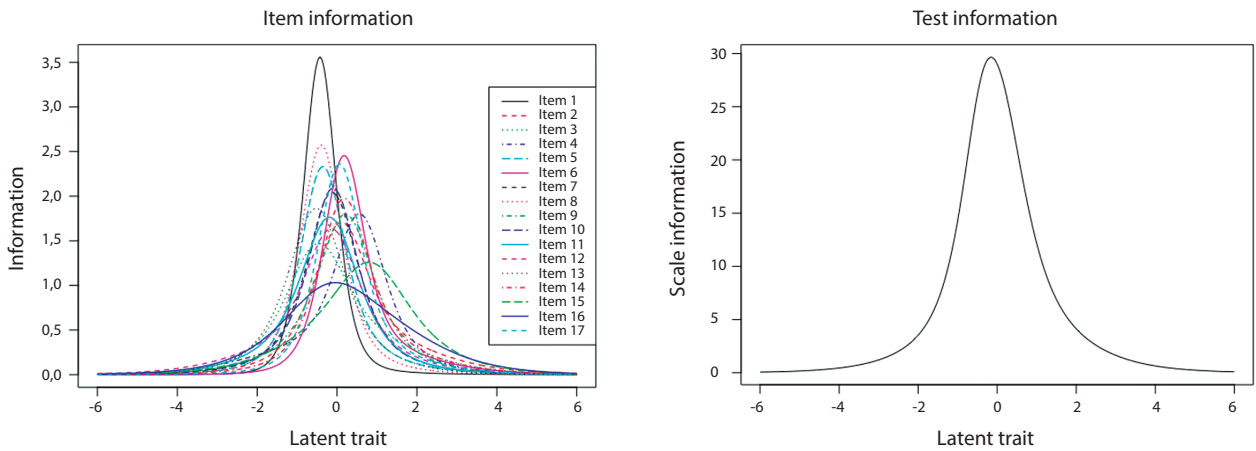 Item information
Information
3,5
3,0
2,5
2,0
1,5
1,0
0,5
0,0
-6 -4 -2 0 2 4 6
Latent trait
Item 1
Item 2
Item 3
Item 4
Item 5
Item 6
Item 7
Item 8
Item 9
Item 10
Item 11
Item 12
Item 13
Item 14
Item 15
Item 16
Item 17
Test information
Scale information
30
25
20
15
10
5
0
-6 -4 -2 0 2 4 6
Latent trait